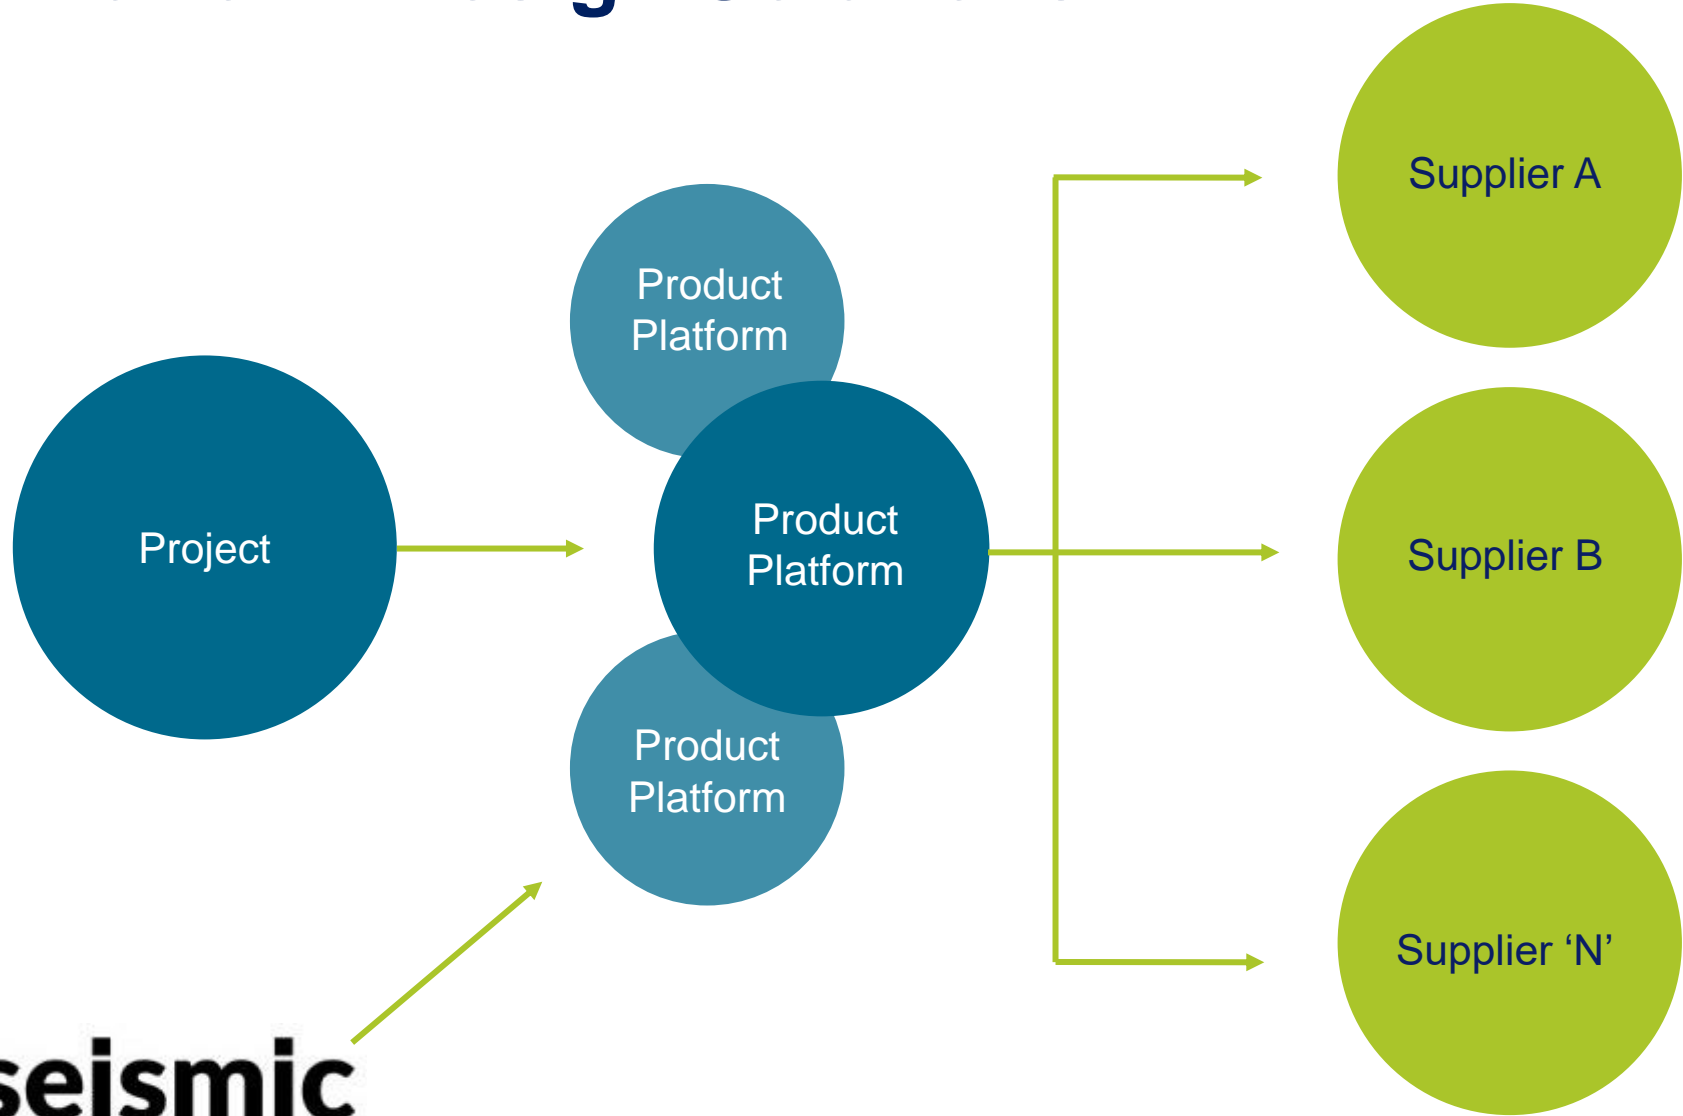 Supplier A
Product
Platform
Project
Product
Platform
Supplier B
Product
Platform
Supplier ‘N’
seismic